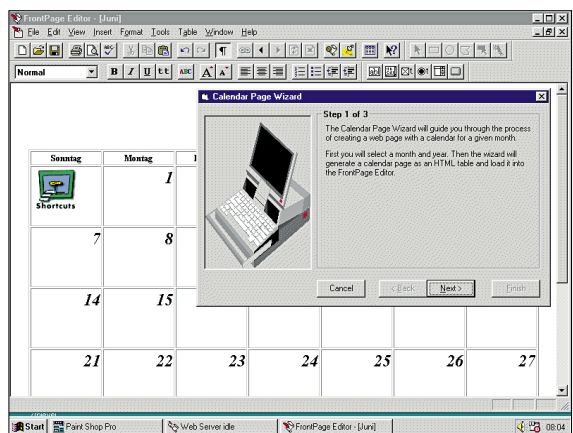 FrontPage Editor - [Juni]
File Edit View Insert Format Tools Table Window Help
Normal
B I U tt ABC A A
Calendar Page Wizard
Step 1 of 3
The Calendar Page Wizard will guide you through the process
of creating a web page with a calendar for a given month.
First you will select a month and year. Then the wizard will
generate a calendar page as an HTML table and load it into
the FrontPage Editor.
Cancel < Back Next > Finish
Sonntag Montag
Shortcuts
1
7 8
14 15
21 22 23 24 25 26 27
Start Paint Shop Pro Web Server idle FrontPage Editor - [Juni] 08:04